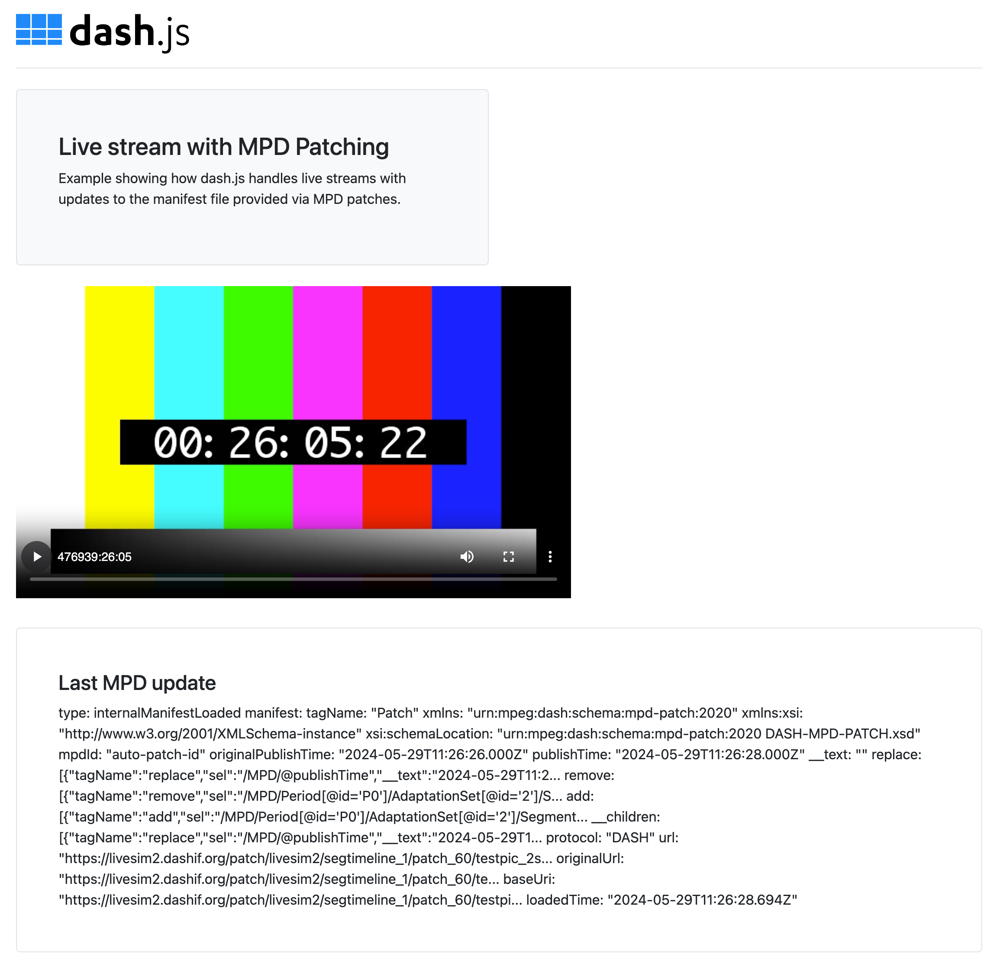 dash.js
Live stream with MPD Patching
Example showing how dash.js handles live streams with
updates to the manifest file provided via MPD patches.
00: 26: 05: 22
476939:26:05
Last MPD update
type: internalManifestLoaded manifest: tagName: "Patch" xmlns: "urn:mpeg:dash:schema:mpd-patch:2020" xmlns:xsi:
"http://www.w3.org/2001/XMLSchema-instance" xsi:schemaLocation: "urn:mpeg:dash:schema:mpd-patch:2020 DASH-MPD-PATCH.xsd"
mpdId: "auto-patch-id" originalPublishTime: "2024-05-29T11:26:26.000Z" publishTime: "2024-05-29T11:26:28.000Z" __text: "" replace:
[{"tagName":"replace","sel":"/MPD/@publishTime","__text":"2024-05-29T11:2... remove:
[{"tagName":"remove","sel":"/MPD/Period[@id='P0']/AdaptationSet[@id='2']/S... add:
[{"tagName":"add","sel":"/MPD/Period[@id='P0']/AdaptationSet[@id='2']/Segment... __children:
[{"tagName":"replace","sel":"/MPD/@publishTime","__text":"2024-05-29T1... protocol: "DASH" url:
"https://livesim2.dashif.org/patch/livesim2/segtimeline_1/patch_60/testpic_2s... originalUrl:
"https://livesim2.dashif.org/patch/livesim2/segtimeline_1/patch_60/te... baseUri:
"https://livesim2.dashif.org/patch/livesim2/segtimeline_1/patch_60/testpi... loadedTime: "2024-05-29T11:26:28.694Z"